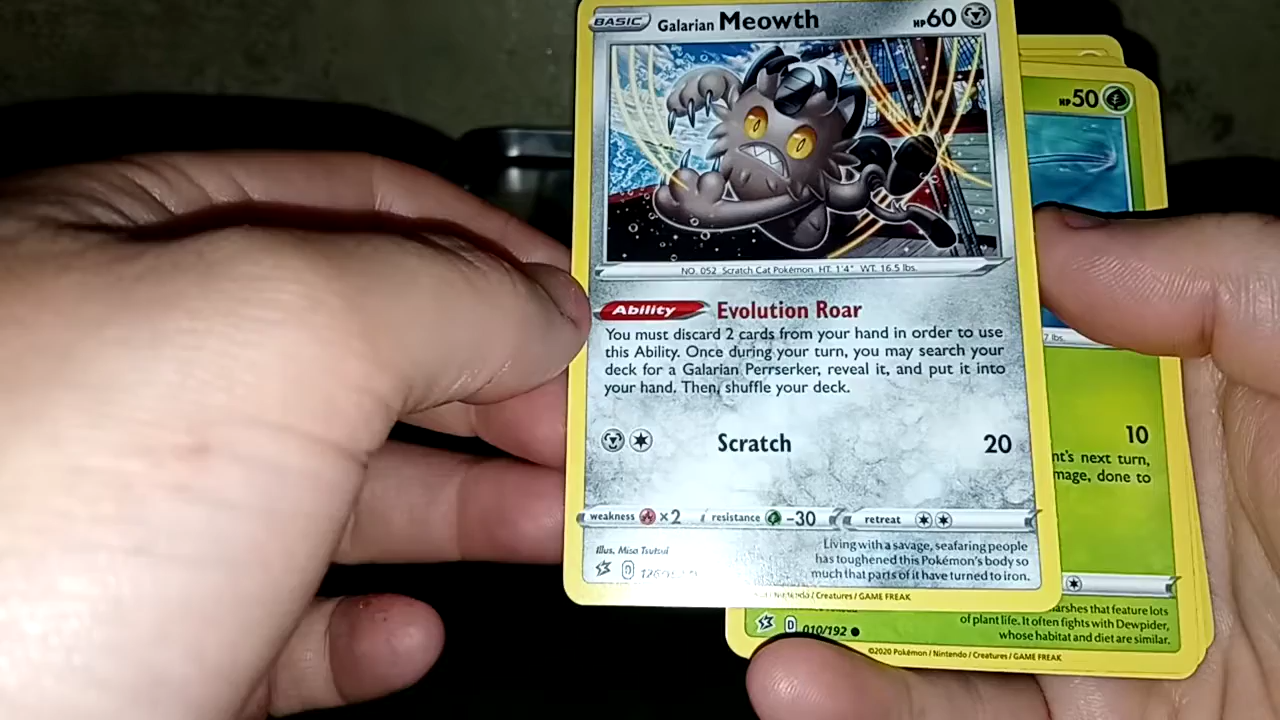 BASIC Galarian Meowth HP60
HP50
NO. 052 Scratch Cat Pokémon HT. 1'4" WT. 16.5 lbs.
Ability Evolution Roar
You must discard 2 cards from your hand in order to use
this Ability. Once during your turn, you may search your
deck for a Galarian Perrserker, reveal it, and put it into
your hand. Then, shuffle your deck.
7 lbs.
Scratch 20
10
nt's next turn,
mage, done to
weakness ×2 resistance -30 retreat
Illus. Misa Tsutsui
Living with a savage, seafaring people
has toughened this Pokémon's body so
much that parts of it have turned to iron.
/ Creatures / GAME FREAK
arshes that feature lots
of plant life. It often fights with Dewpider,
whose habitat and diet are similar.
D 010/192
©2020 Pokémon / Nintendo / Creatures / GAME FREAK